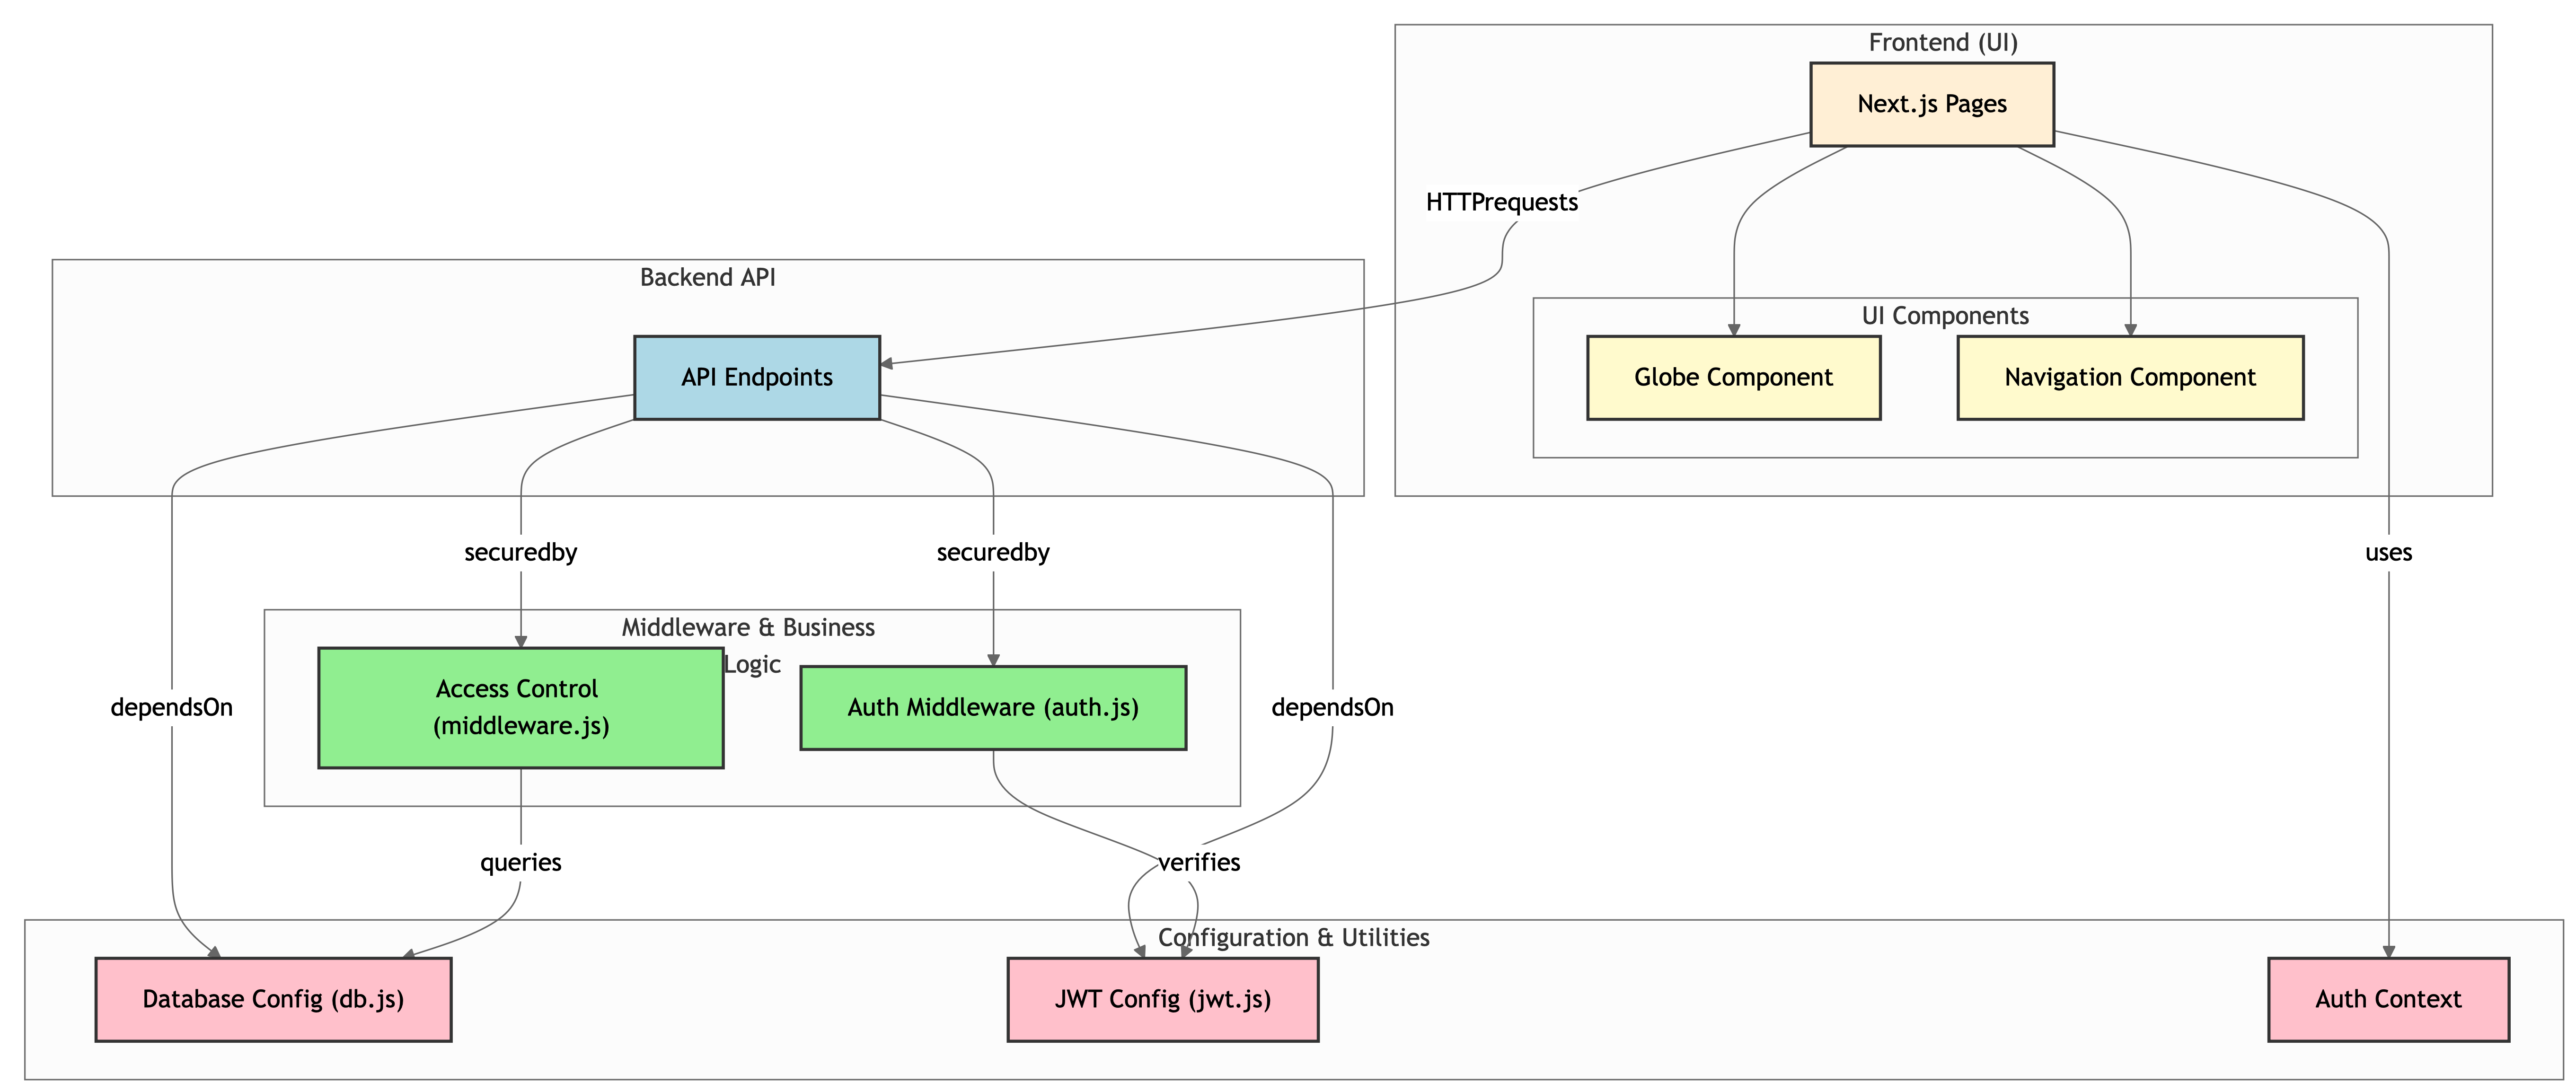 Frontend (UI)
Next.js Pages
HTTPrequests
Backend API
UI Components
API Endpoints
Globe Component
Navigation Component
securedby
securedby
uses
Middleware & Business
Logic
Access Control
(middleware.js)
Auth Middleware (auth.js)
dependsOn
dependsOn
queries
verifies
Configuration & Utilities
Database Config (db.js)
JWT Config (jwt.js)
Auth Context